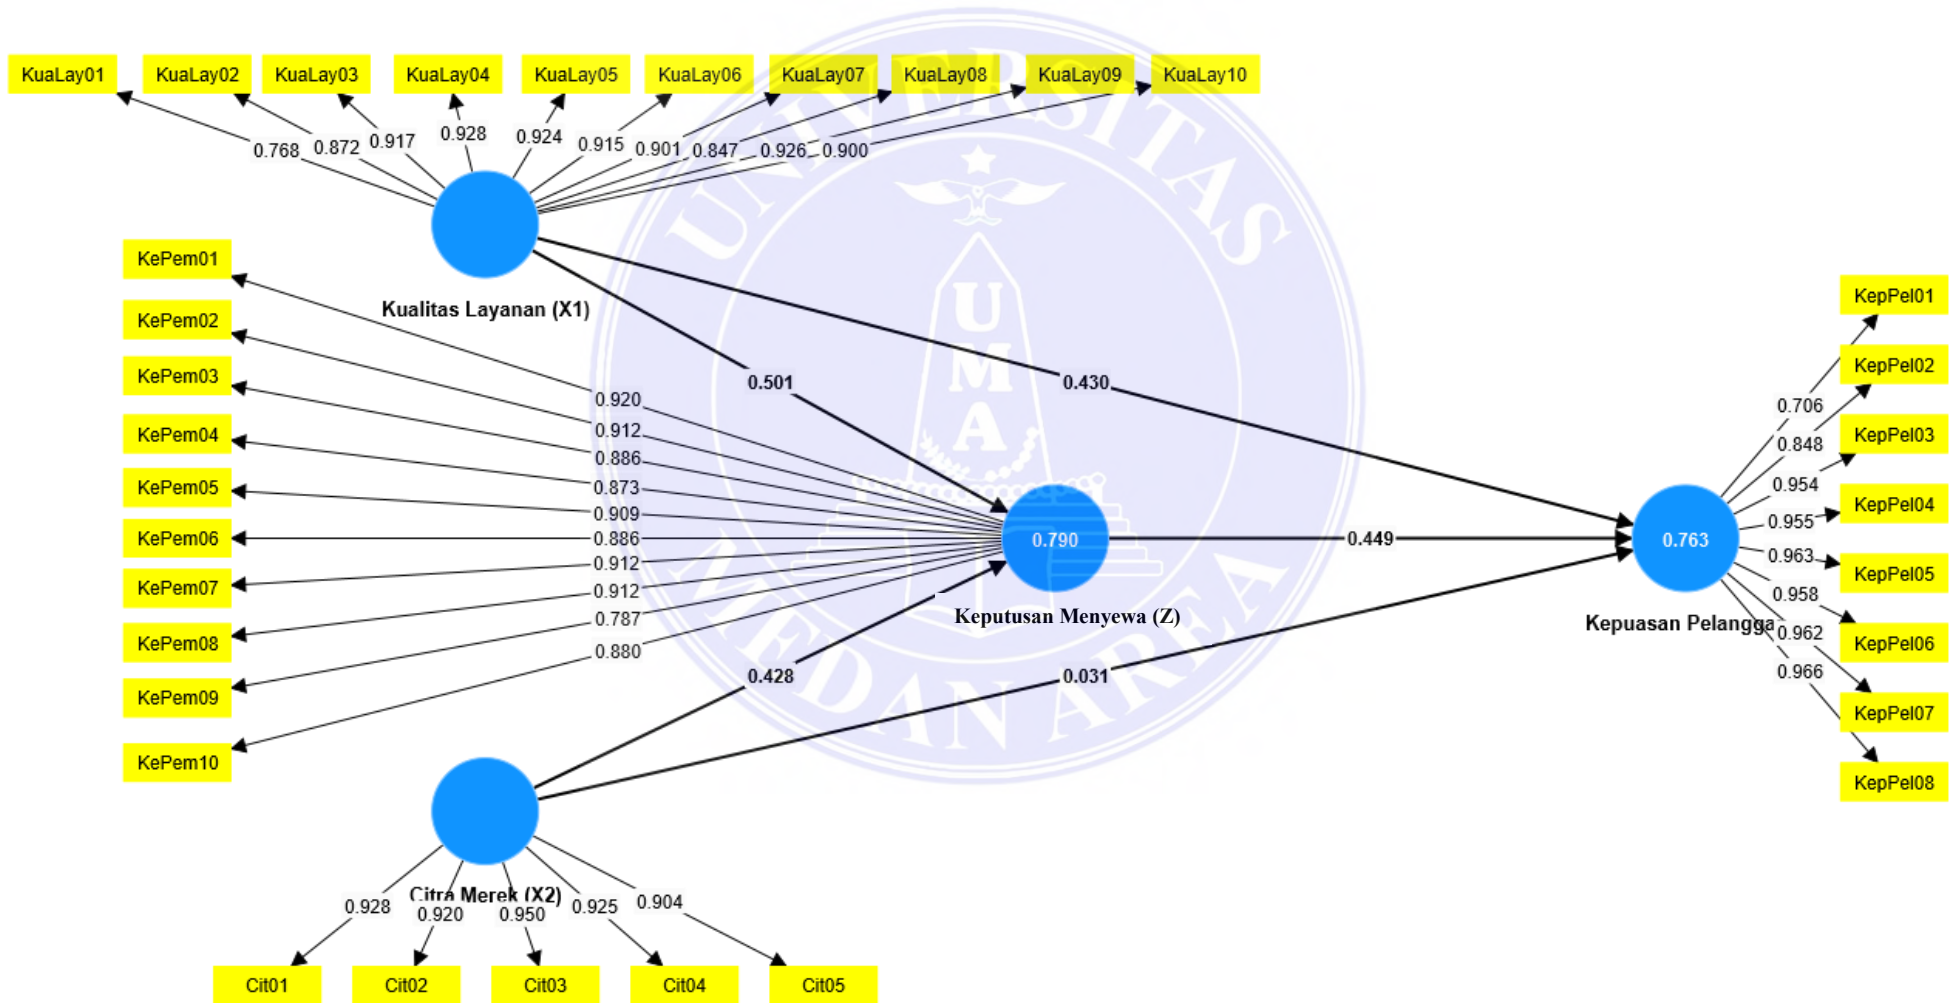 KuaLay01 KuaLay02 KuaLay03 KuaLay04 KuaLay05 KuaLay06 KuaLay07 KuaLay08 KuaLay09 KuaLay10
0.768 0.872 0.917 0.928 0.924 0.915 0.901 0.847 0.926 0.900
Kualitas Layanan (X1)
UNIVERSITAS
MEDAN AREA
U
M
A
KePem01
KePem02
KePem03
KePem04
KePem05
KePem06
KePem07
KePem08
KePem09
KePem10
0.920
0.912
0.886
0.873
0.909
0.886
0.912
0.912
0.787
0.880
0.501
0.430
0.790
0.449
0.763
Keputusan Menyewa (Z)
Kepuasan Pelangga
0.428
0.031
KepPel01
KepPel02
KepPel03
KepPel04
KepPel05
KepPel06
KepPel07
KepPel08
0.706
0.848
0.954
0.955
0.963
0.958
0.962
0.966
Citra Merek (X2)
0.928 0.920 0.950 0.925 0.904
Cit01 Cit02 Cit03 Cit04 Cit05